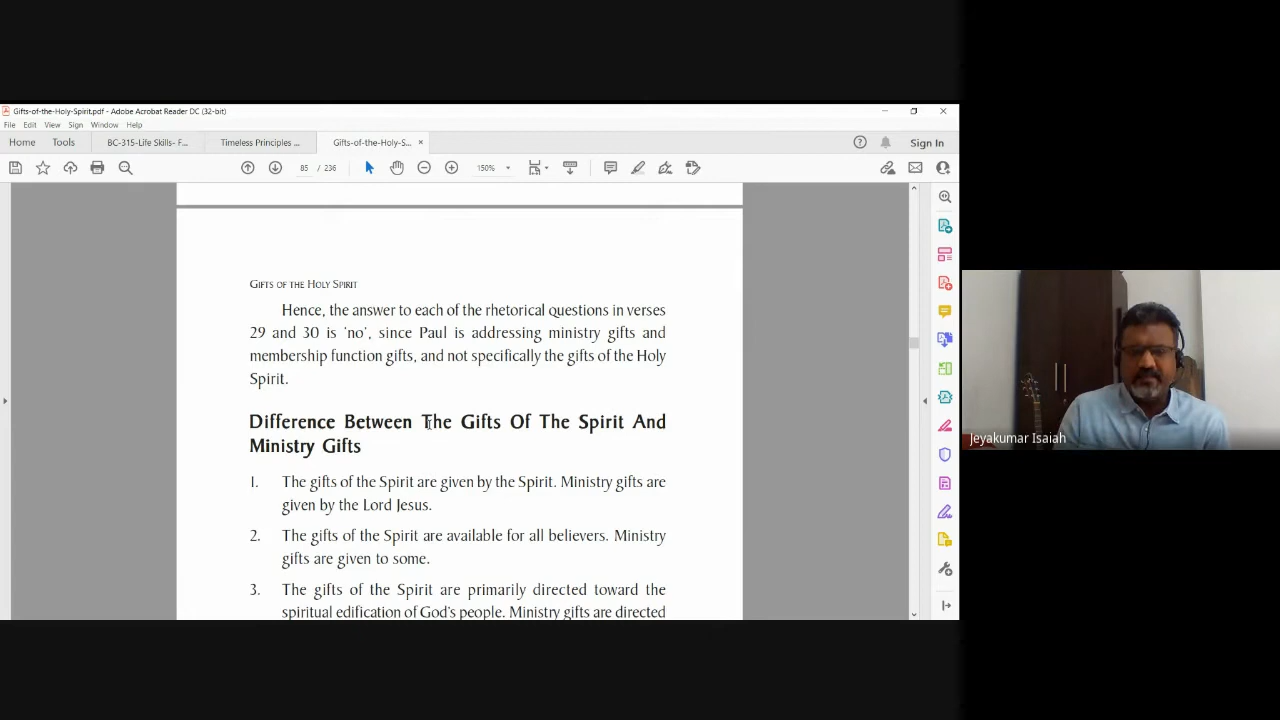 Gifts-of-the-Holy-Spirit.pdf - Adobe Acrobat Reader DC (32-bit)
File Edit View Sign Window Help
Home Tools BC-315-Life Skills- F... Timeless Principles ... Gifts-of-the-Holy-S... × Sign In
85 / 236 150%
GIFTS OF THE HOLY SPIRIT
Hence, the answer to each of the rhetorical questions in verses
29 and 30 is 'no', since Paul is addressing ministry gifts and
membership function gifts, and not specifically the gifts of the Holy
Spirit.
Difference Between The Gifts Of The Spirit And
Ministry Gifts
1. The gifts of the Spirit are given by the Spirit. Ministry gifts are
given by the Lord Jesus.
2. The gifts of the Spirit are available for all believers. Ministry
gifts are given to some.
3. The gifts of the Spirit are primarily directed toward the
spiritual edification of God's people. Ministry gifts are directed
Jeyakumar Isaiah